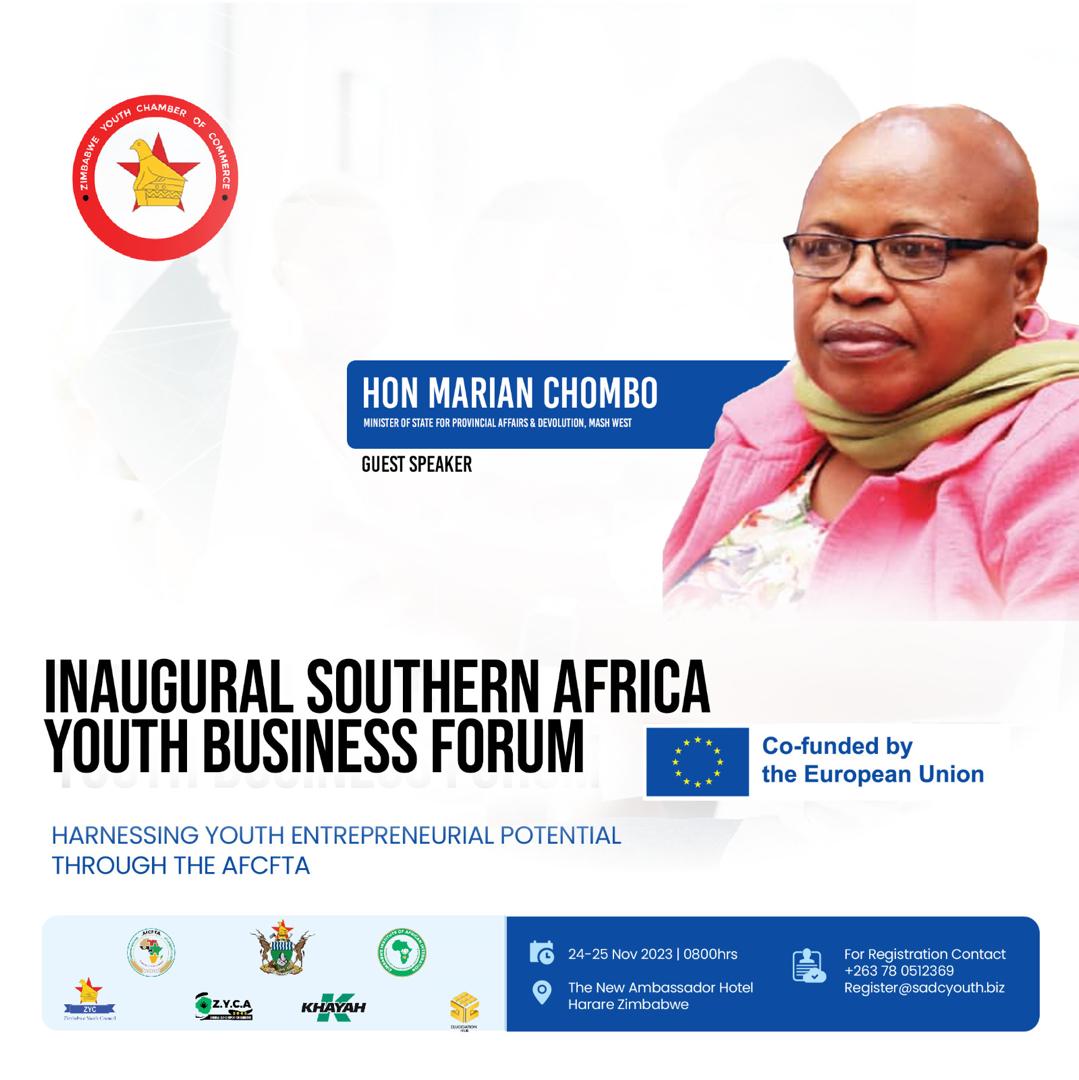 ZIMBABWE YOUTH CHAMBER OF COMMERCE
HON MARIAN CHOMBO
MINISTER OF STATE FOR PROVINCIAL AFFAIRS & DEVOLUTION, MASH WEST
GUEST SPEAKER
INAUGURAL SOUTHERN AFRICA
YOUTH BUSINESS FORUM
Co-funded by
the European Union
HARNESSING YOUTH ENTREPRENEURIAL POTENTIAL
THROUGH THE AFCFTA
AfCFTA
ZYC
Zimbabwe Youth Council
Z.Y.C.A
KHAYAH
ELUCIDATION
HUB
24-25 Nov 2023 | 0800hrs
The New Ambassador Hotel
Harare Zimbabwe
For Registration Contact
+263 78 0512369
Register@sadcyouth.biz